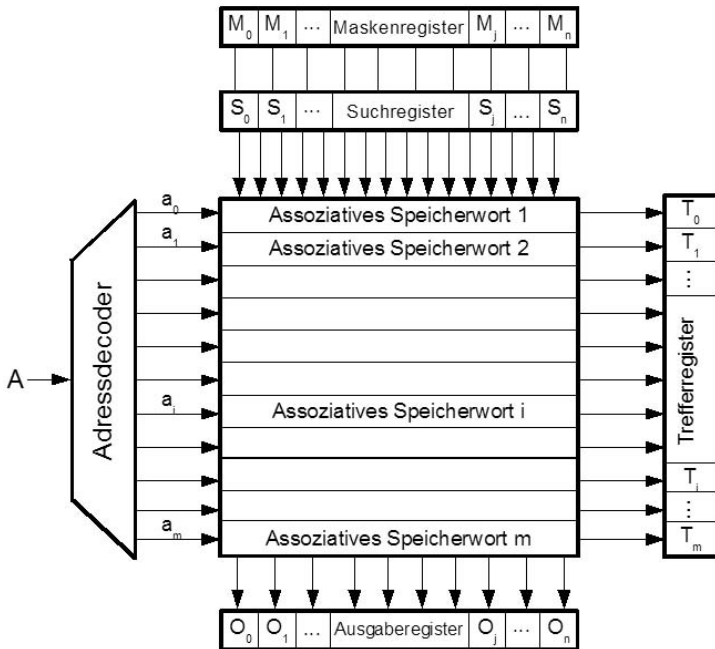 M0 M1 ... Maskenregister Mj ... Mn
S0 S1 ... Suchregister Sj ... Sn
a0 Assoziatives Speicherwort 1 T0
a1 Assoziatives Speicherwort 2 T1
...
A
Adressdecoder
Trefferregister
ai Assoziatives Speicherwort i
Ti
...
am Assoziatives Speicherwort m Tm
O0 O1 ... Ausgaberegister Oj ... On